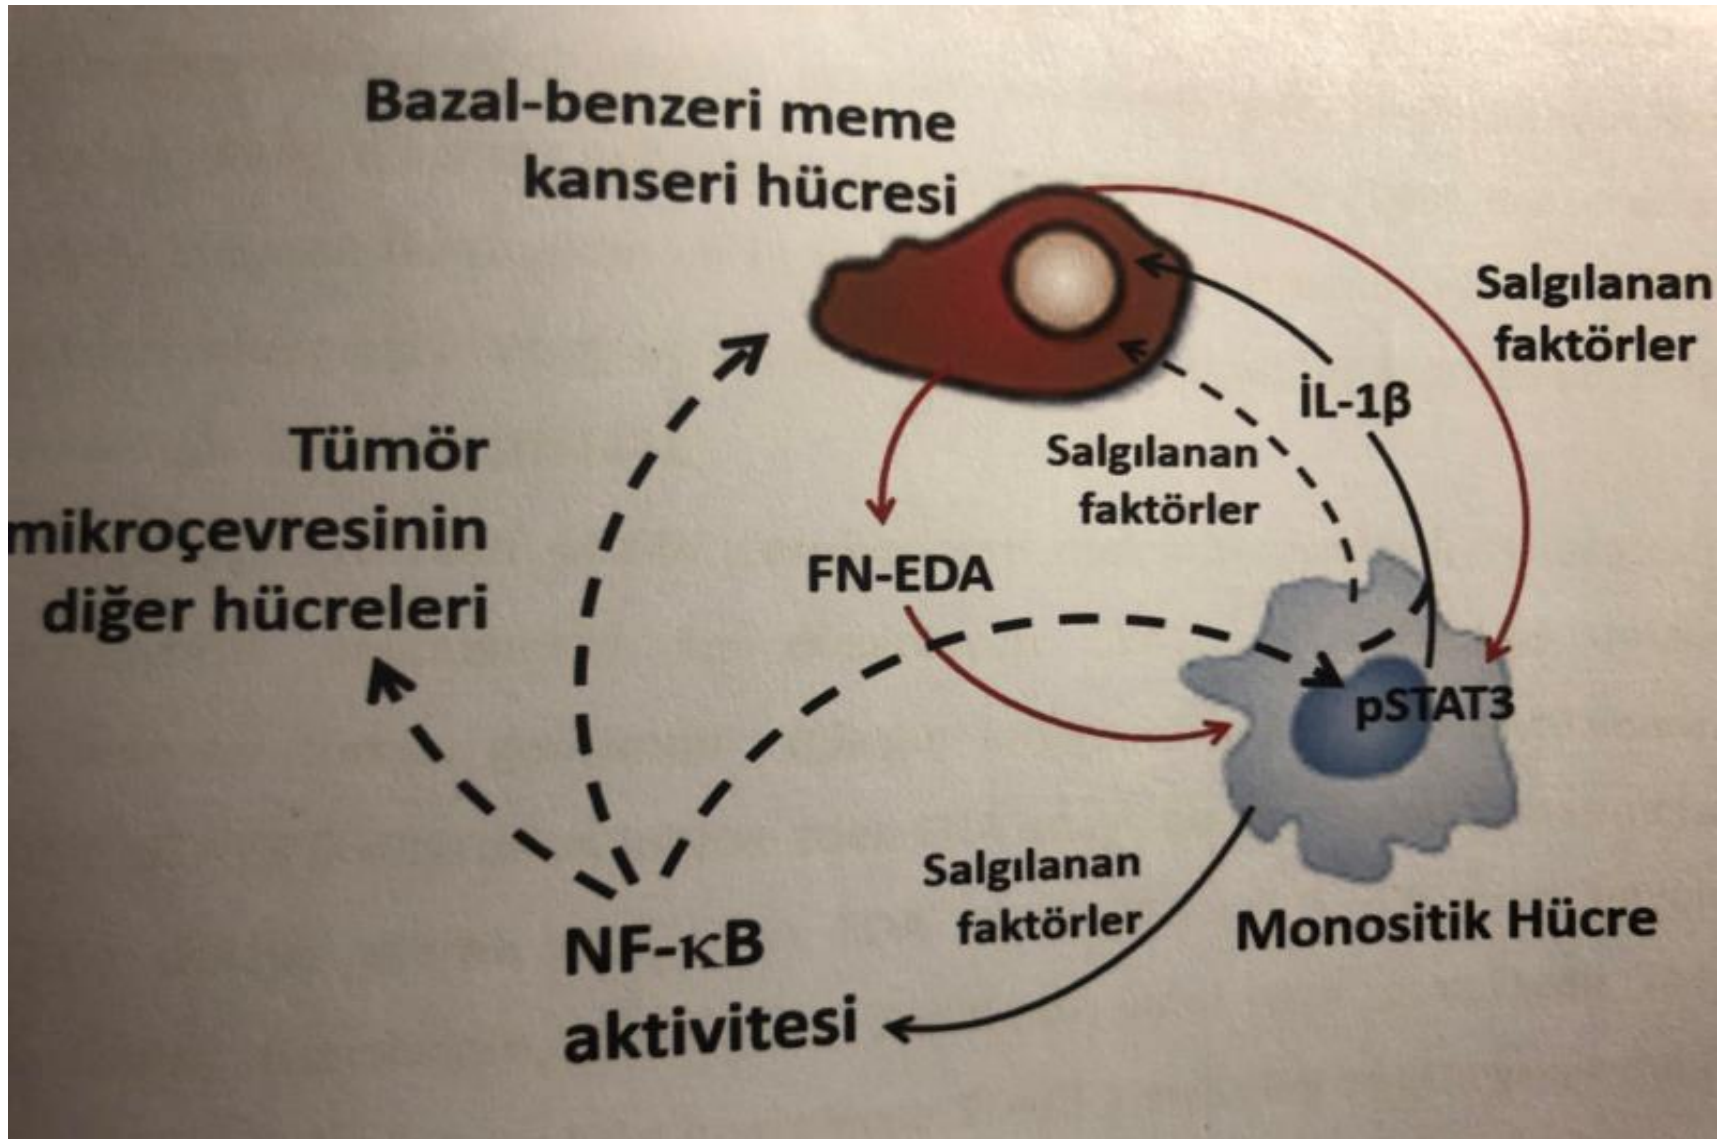 Bazal-benzeri meme
kanseri hücresi
Salgılanan
faktörler
İL-1β
Salgılanan
faktörler
Tümör
mikroçevresinin
diğer hücreleri
FN-EDA
pSTAT3
Salgılanan
faktörler
Monositik Hücre
NF-κB
aktivitesi